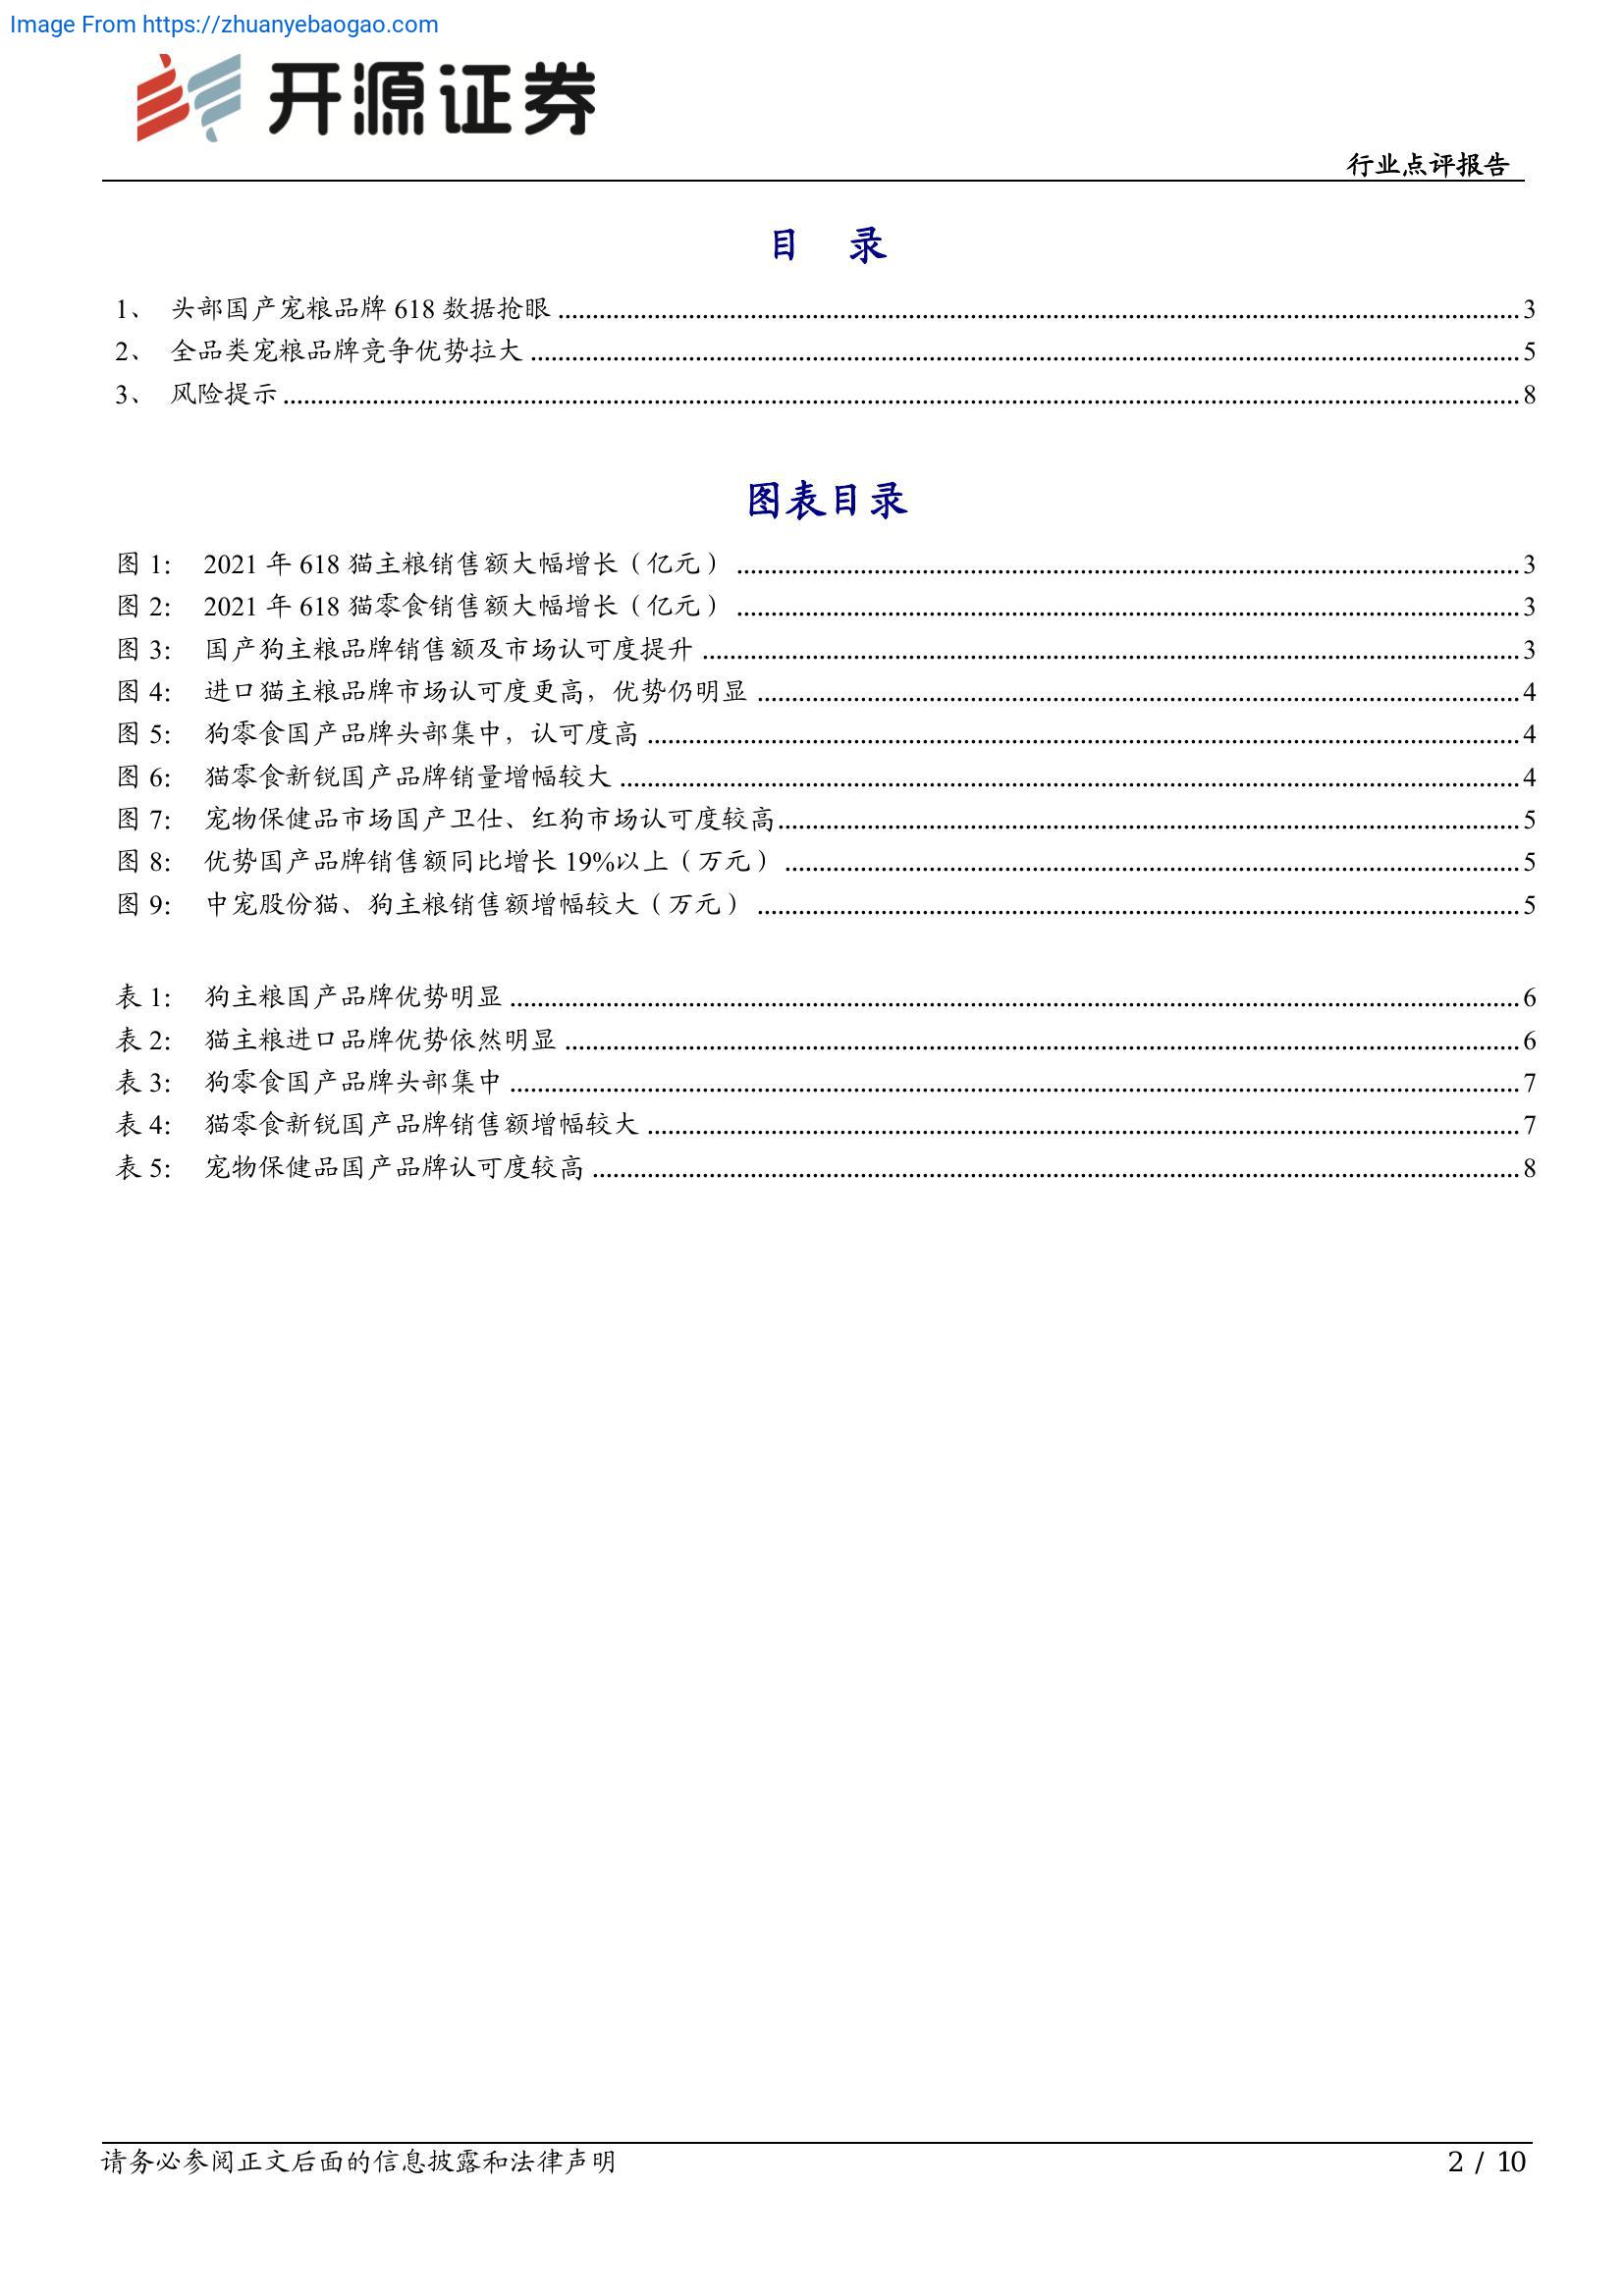 Image From https://zhuanyebaogao.com
开源证券
行业点评报告
目 录
1、 头部国产宠粮品牌 618 数据抢眼 ........ 3
2、 全品类宠粮品牌竞争优势拉大 ........ 5
3、 风险提示 ........ 8
图表目录
图 1： 2021 年 618 猫主粮销售额大幅增长（亿元） ........ 3
图 2： 2021 年 618 猫零食销售额大幅增长（亿元） ........ 3
图 3： 国产狗主粮品牌销售额及市场认可度提升 ........ 3
图 4： 进口猫主粮品牌市场认可度更高，优势仍明显 ........ 4
图 5： 狗零食国产品牌头部集中，认可度高 ........ 4
图 6： 猫零食新锐国产品牌销量增幅较大 ........ 4
图 7： 宠物保健品市场国产卫仕、红狗市场认可度较高 ........ 5
图 8： 优势国产品牌销售额同比增长 19%以上（万元） ........ 5
图 9： 中宠股份猫、狗主粮销售额增幅较大（万元） ........ 5
表 1： 狗主粮国产品牌优势明显 ........ 6
表 2： 猫主粮进口品牌优势依然明显 ........ 6
表 3： 狗零食国产品牌头部集中 ........ 7
表 4： 猫零食新锐国产品牌销售额增幅较大 ........ 7
表 5： 宠物保健品国产品牌认可度较高 ........ 8
请务必参阅正文后面的信息披露和法律声明
2 / 10